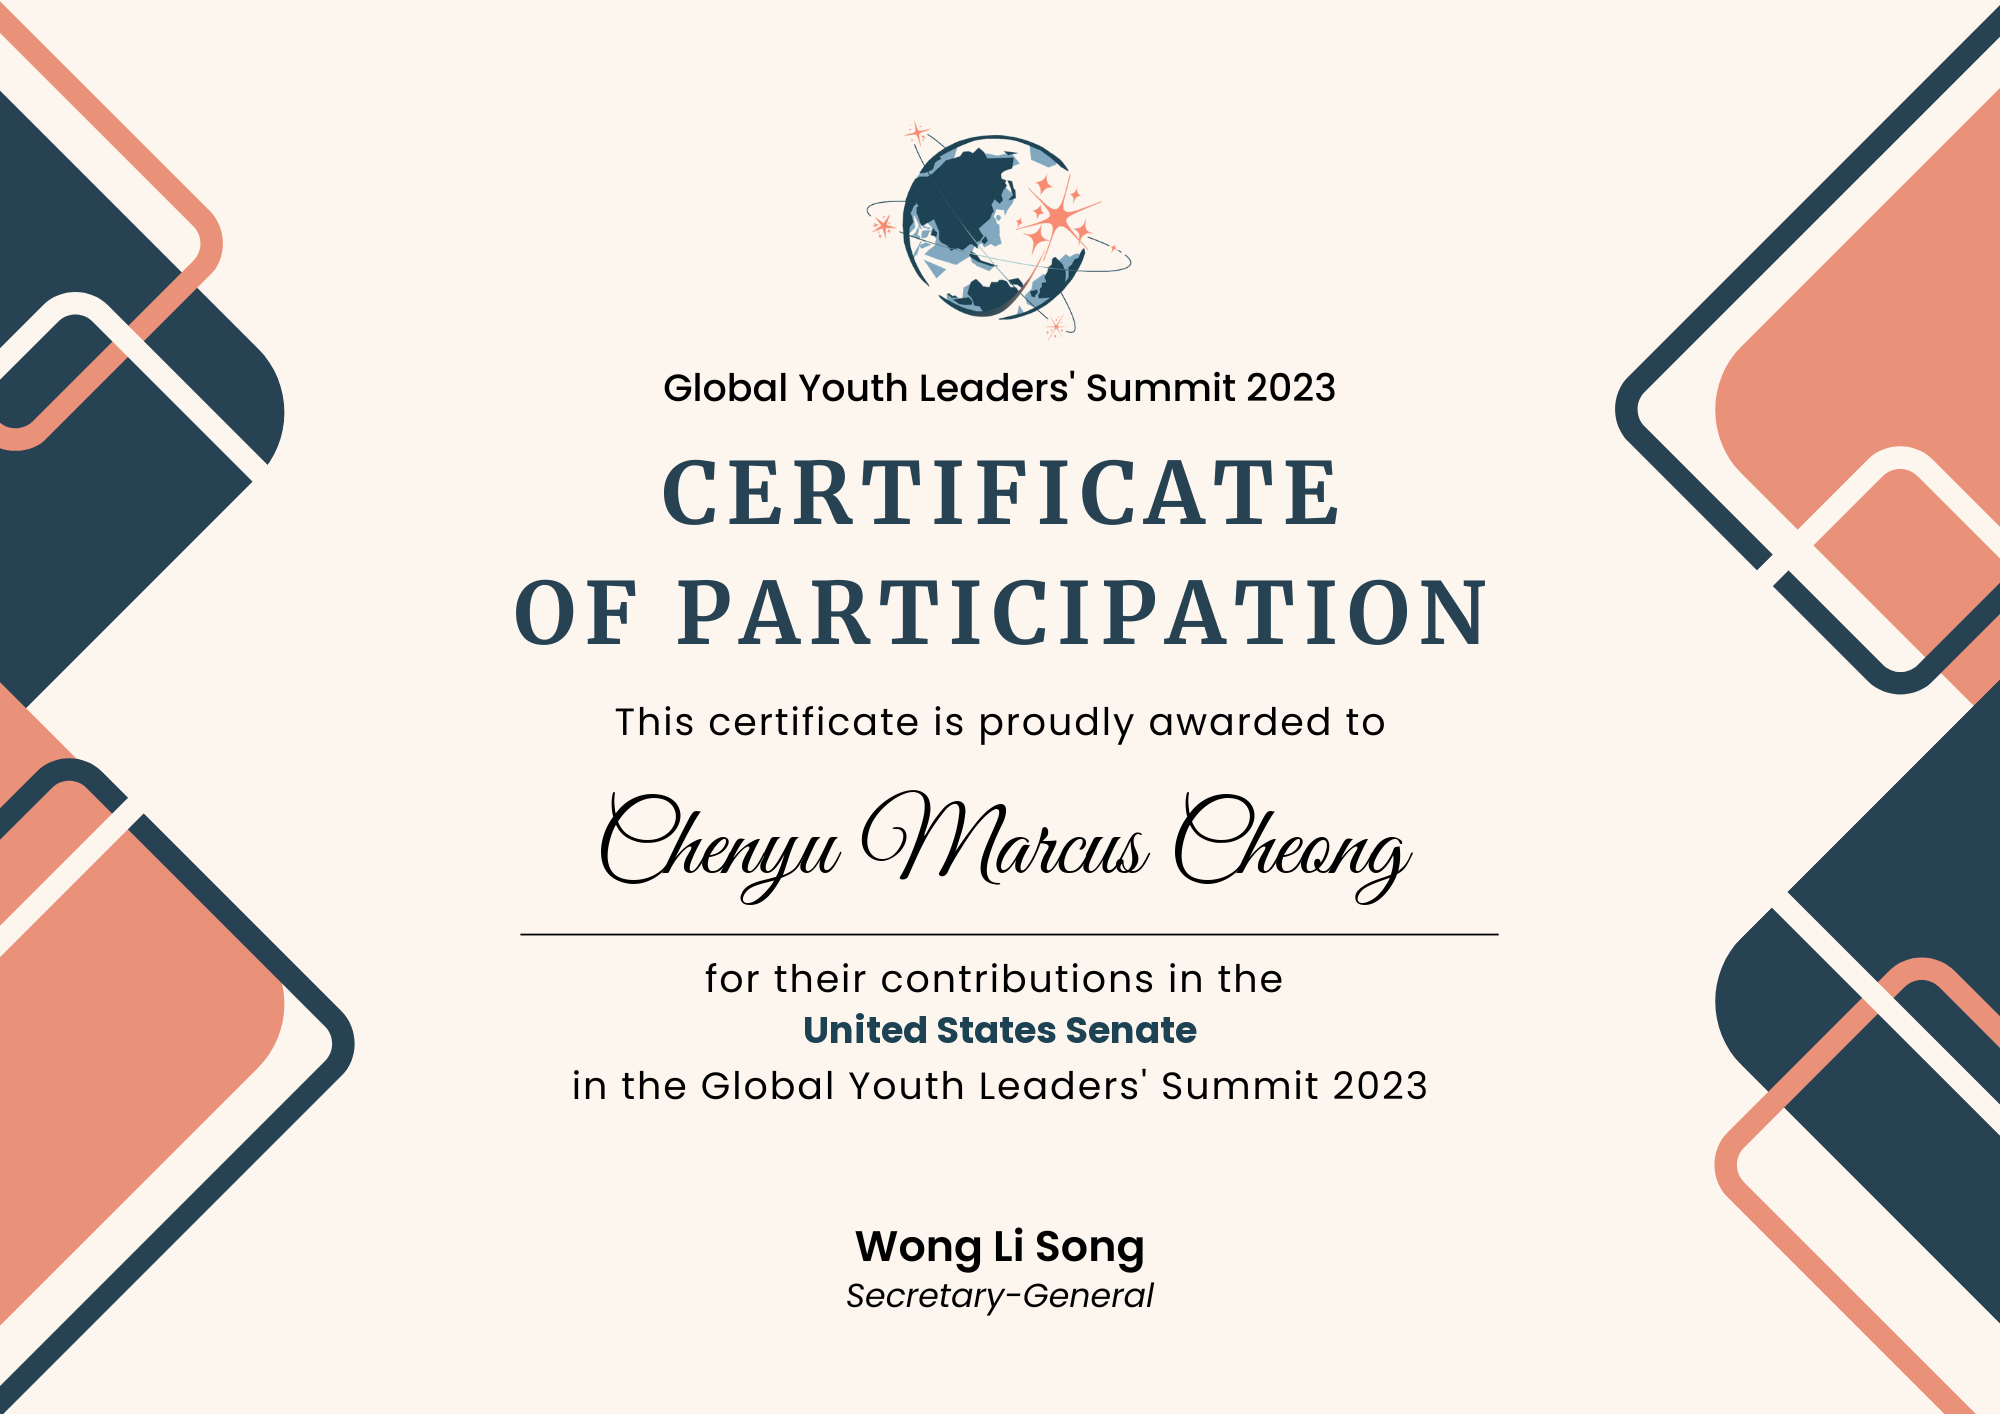 Global Youth Leaders' Summit 2023
CERTIFICATE
OF PARTICIPATION
This certificate is proudly awarded to
Chenyu Marcus Cheong
for their contributions in the
United States Senate
in the Global Youth Leaders' Summit 2023
Wong Li Song
Secretary-General